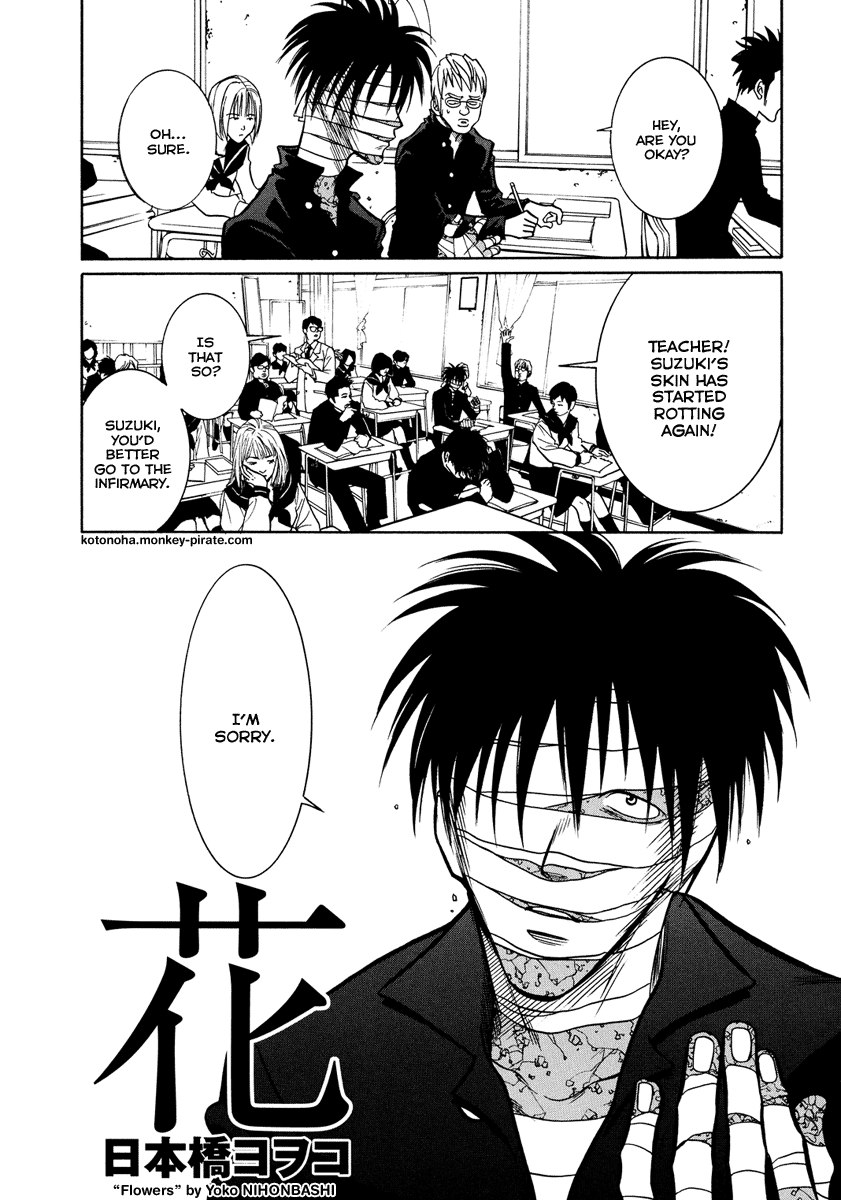 HEY,
ARE YOU
OKAY?
OH...
SURE.
TEACHER!
SUZUKI'S
SKIN HAS
STARTED
ROTTING
AGAIN!
IS
THAT
SO?
SUZUKI,
YOU'D
BETTER
GO TO THE
INFIRMARY.
kotonoha.monkey-pirate.com
I'M
SORRY.
花
日本橋ヨヲコ
"Flowers" by Yoko NIHONBASHI